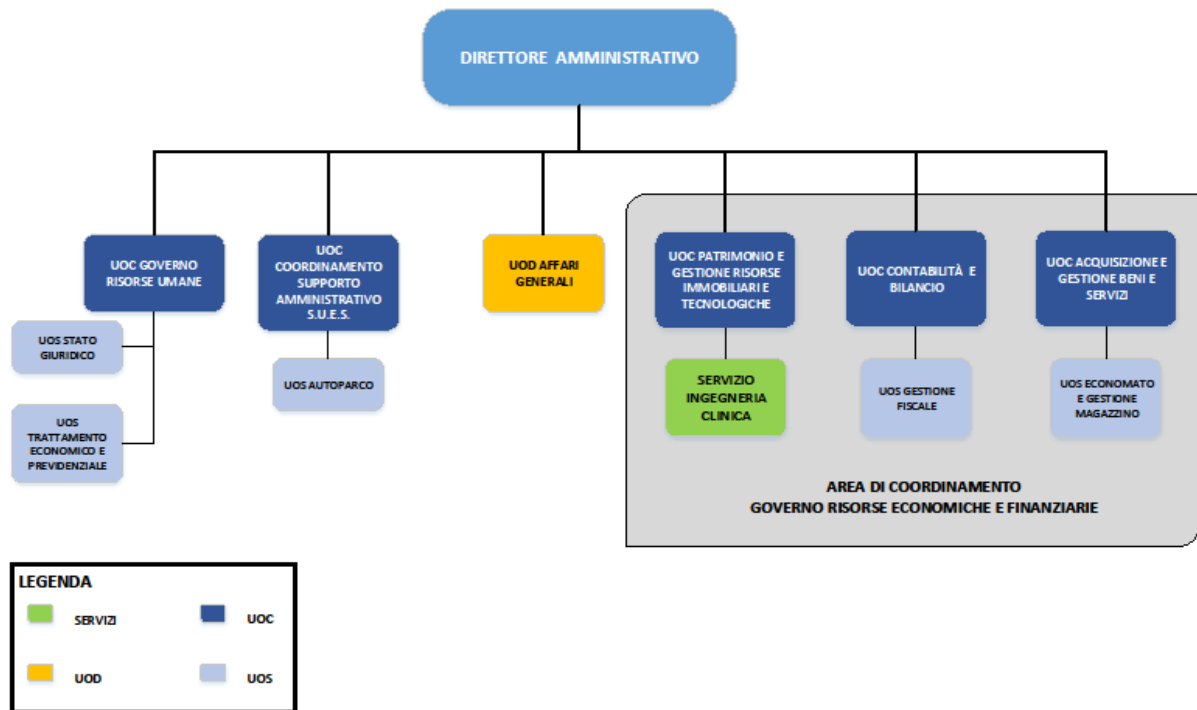 DIRETTORE AMMINISTRATIVO
UOC GOVERNO
RISORSE UMANE
UOS STATO
GIURIDICO
UOS
TRATTAMENTO
ECONOMICO E
PREVIDENZIALE
UOC
COORDINAMENTO
SUPPORTO
AMMINISTRATIVO
S.U.E.S.
UOS AUTOPARCO
UOD AFFARI
GENERALI
UOC PATRIMONIO E
GESTIONE RISORSE
IMMOBILIARI E
TECNOLOGICHE
SERVIZIO
INGEGNERIA
CLINICA
UOC CONTABILITÀ E
BILANCIO
UOS GESTIONE
FISCALE
UOC ACQUISIZIONE E
GESTIONE BENI E
SERVIZI
UOS ECONOMATO
E GESTIONE
MAGAZZINO
AREA DI COORDINAMENTO
GOVERNO RISORSE ECONOMICHE E FINANZIARIE
LEGENDA
SERVIZI
UOC
UOD
UOS